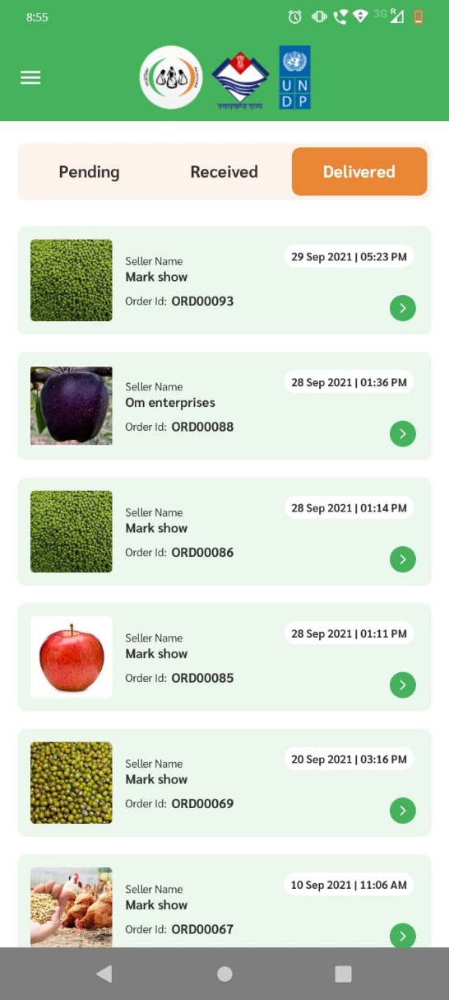 8:55
3G R
उत्तराखण्ड राज्य
U N
D P
Pending Received Delivered
29 Sep 2021 | 05:23 PM
Seller Name
Mark show
Order Id: ORD00093
28 Sep 2021 | 01:36 PM
Seller Name
Om enterprises
Order Id: ORD00088
28 Sep 2021 | 01:14 PM
Seller Name
Mark show
Order Id: ORD00086
28 Sep 2021 | 01:11 PM
Seller Name
Mark show
Order Id: ORD00085
20 Sep 2021 | 03:16 PM
Seller Name
Mark show
Order Id: ORD00069
10 Sep 2021 | 11:06 AM
Seller Name
Mark show
Order Id: ORD00067